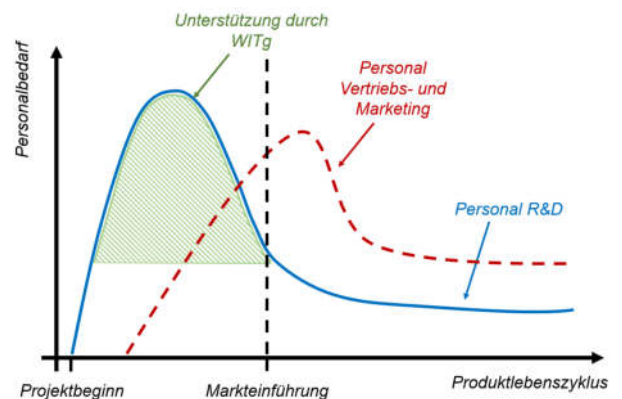 Unterstützung durch
WITg
Personal
Vertriebs- und
Marketing
Personalbedarf
Personal R&D
Projektbeginn
Markteinführung
Produktlebenszyklus